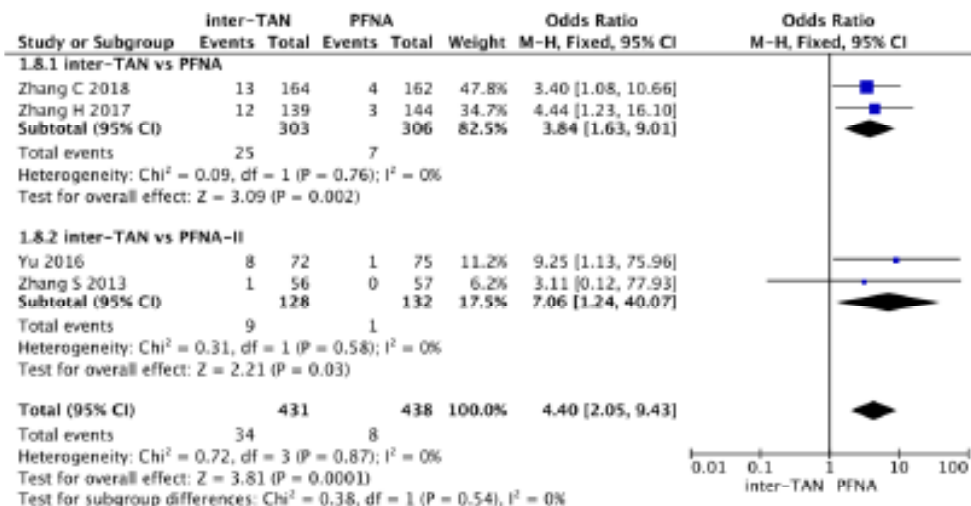 inter-TAN PFNA Odds Ratio Odds Ratio
Study or Subgroup Events Total Events Total Weight M-H, Fixed, 95% CI M-H, Fixed, 95% CI
1.8.1 inter-TAN vs PFNA
Zhang C 2018 13 164 4 162 47.8% 3.40 [1.08, 10.66]
Zhang H 2017 12 139 3 144 34.7% 4.44 [1.23, 16.10]
Subtotal (95% CI) 303 306 82.5% 3.84 [1.63, 9.01]
Total events 25 7
Heterogeneity: Chi² = 0.09, df = 1 (P = 0.76); I² = 0%
Test for overall effect: Z = 3.09 (P = 0.002)
1.8.2 inter-TAN vs PFNA-II
Yu 2016 8 72 1 75 11.2% 9.25 [1.13, 75.96]
Zhang S 2013 1 56 0 57 6.2% 3.11 [0.12, 77.93]
Subtotal (95% CI) 128 132 17.5% 7.06 [1.24, 40.07]
Total events 9 1
Heterogeneity: Chi² = 0.31, df = 1 (P = 0.58); I² = 0%
Test for overall effect: Z = 2.21 (P = 0.03)
Total (95% CI) 431 438 100.0% 4.40 [2.05, 9.43]
Total events 34 8
Heterogeneity: Chi² = 0.72, df = 3 (P = 0.87); I² = 0%
Test for overall effect: Z = 3.81 (P = 0.0001)
Test for subgroup differences: Chi² = 0.38, df = 1 (P = 0.54), I² = 0%
0.01 0.1 1 10 100
inter-TAN PFNA